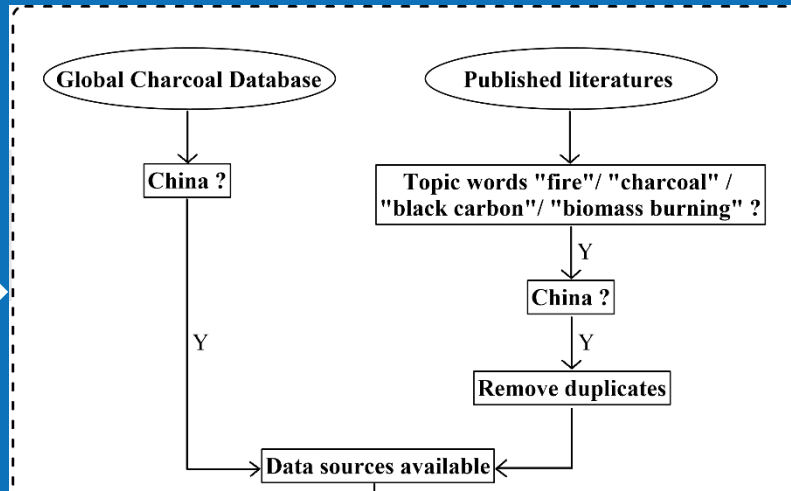 Global Charcoal Database
Published literatures
China ?
Topic words "fire"/ "charcoal" /
"black carbon"/ "biomass burning" ?
Y
China ?
Y
Y
Remove duplicates
Data sources available